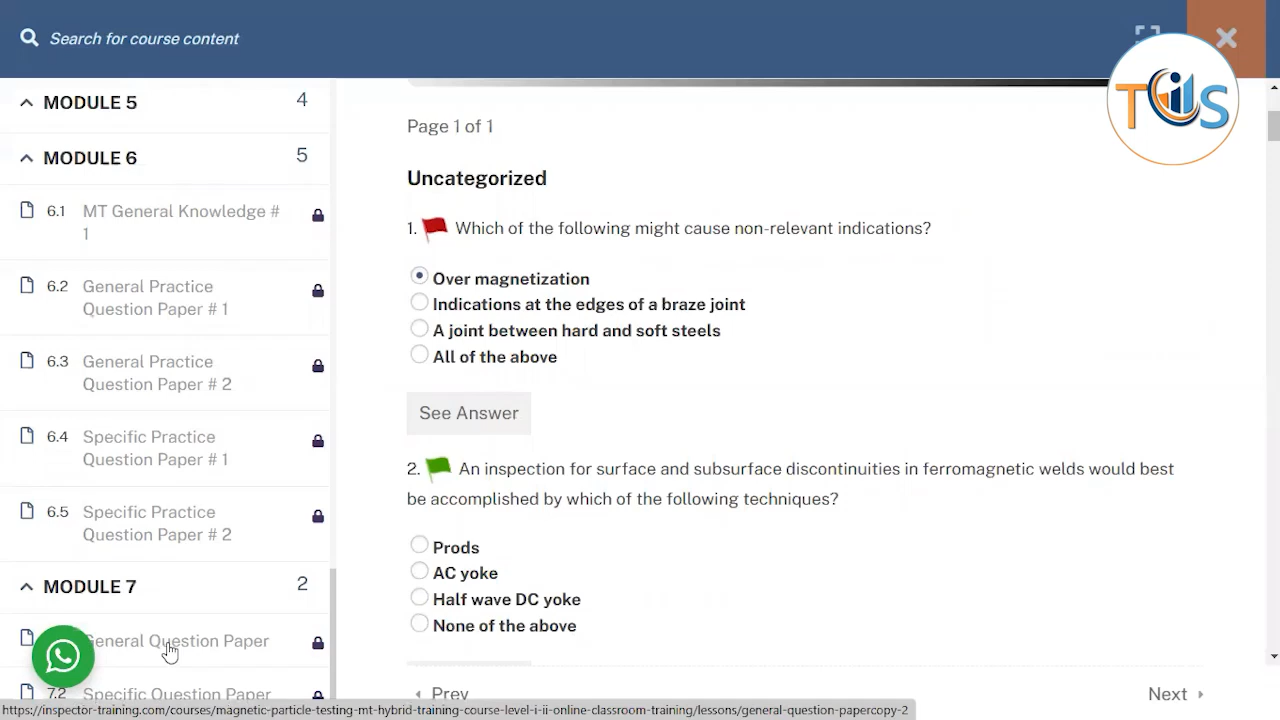 Search for course content
TCIS
MODULE 5 4
MODULE 6 5
6.1 MT General Knowledge #
1
6.2 General Practice
Question Paper # 1
6.3 General Practice
Question Paper # 2
6.4 Specific Practice
Question Paper # 1
6.5 Specific Practice
Question Paper # 2
MODULE 7 2
General Question Paper
7.2 Specific Question Paper
Page 1 of 1
Uncategorized
1. Which of the following might cause non-relevant indications?
Over magnetization
Indications at the edges of a braze joint
A joint between hard and soft steels
All of the above
See Answer
2. An inspection for surface and subsurface discontinuities in ferromagnetic welds would best
be accomplished by which of the following techniques?
Prods
AC yoke
Half wave DC yoke
None of the above
Prev
Next
https://inspector-training.com/courses/magnetic-particle-testing-mt-hybrid-training-course-level-i-ii-online-classroom-training/lessons/general-question-papercopy-2